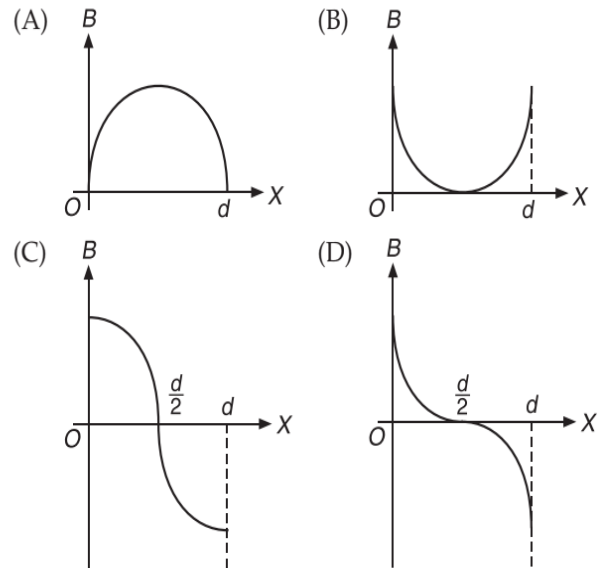 (A) B
O d X
(B) B
O d X
(C) B
O d/2 d X
(D) B
O d/2 d X